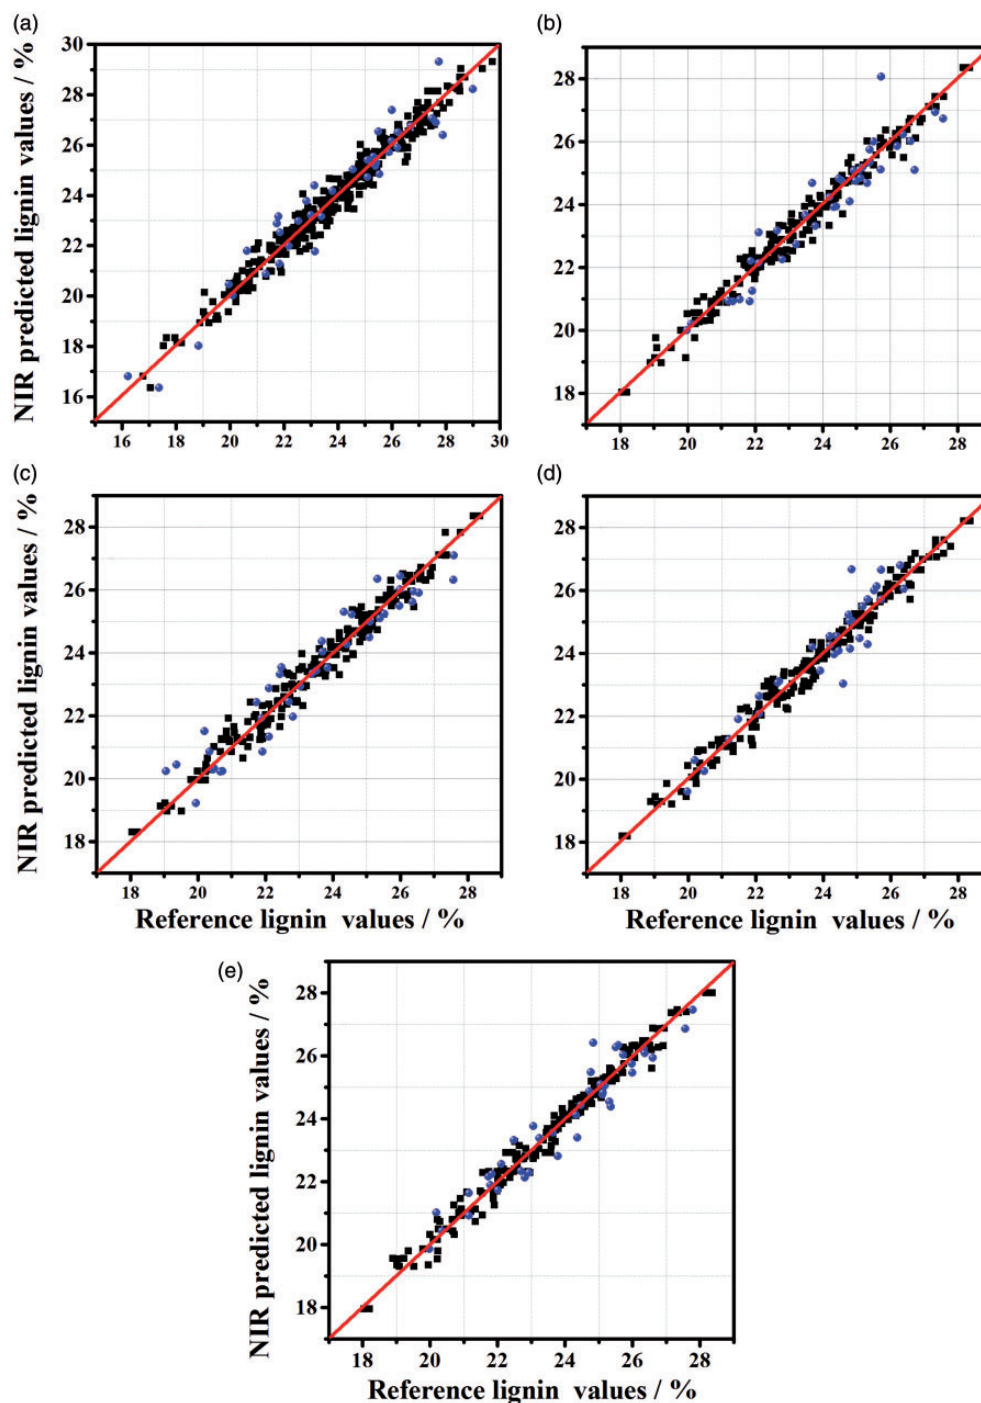 (a)
(b)
NIR predicted lignin values / %
30
28
26
24
22
20
18
16
16 18 20 22 24 26 28 30
28
26
24
22
20
18
18 20 22 24 26 28
(c)
(d)
NIR predicted lignin values / %
28
26
24
22
20
18
18 20 22 24 26 28
Reference lignin values / %
28
26
24
22
20
18
18 20 22 24 26 28
Reference lignin values / %
(e)
NIR predicted lignin values / %
28
26
24
22
20
18
18 20 22 24 26 28
Reference lignin values / %